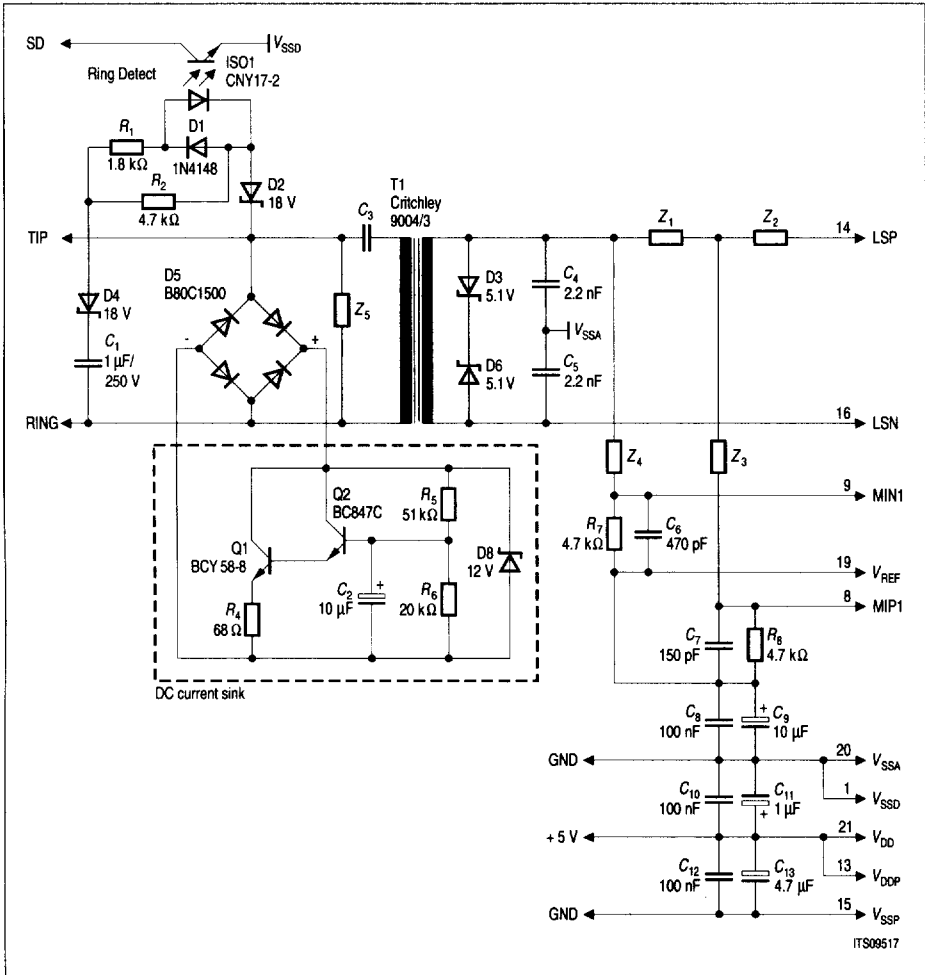 SD
V_SSD
Ring Detect
ISO1
CNY17-2
R1
1.8 kΩ
D1
1N4148
R2
4.7 kΩ
D2
18 V
T1
Critchley
9004/3
C3
Z1
Z2
14
LSP
TIP
D5
B80C1500
D4
18 V
C1
1 µF/
250 V
-
+
Z5
D3
5.1 V
D6
5.1 V
C4
2.2 nF
V_SSA
C5
2.2 nF
RING
16
LSN
Z4
Z3
9
MIN1
Q2
BC847C
R5
51 kΩ
Q1
BCY 58-8
R4
68 Ω
C2
10 µF
+
R6
20 kΩ
D8
12 V
DC current sink
R7
4.7 kΩ
C6
470 pF
19
V_REF
8
MIP1
C7
150 pF
R8
4.7 kΩ
C8
100 nF
+
C9
10 µF
GND
20
V_SSA
C10
100 nF
C11
1 µF
+
1
V_SSD
+ 5 V
21
V_DD
C12
100 nF
C13
4.7 µF
13
V_DDP
GND
15
V_SSP
ITS09517